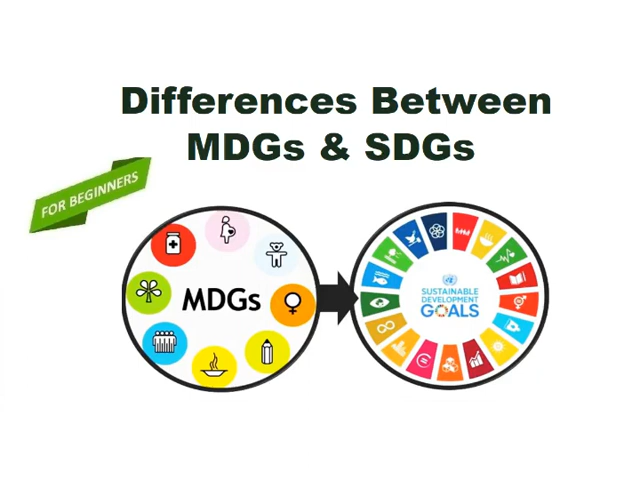 Differences Between
MDGs & SDGs
FOR BEGINNERS
MDGs
SUSTAINABLE
DEVELOPMENT
GOALS